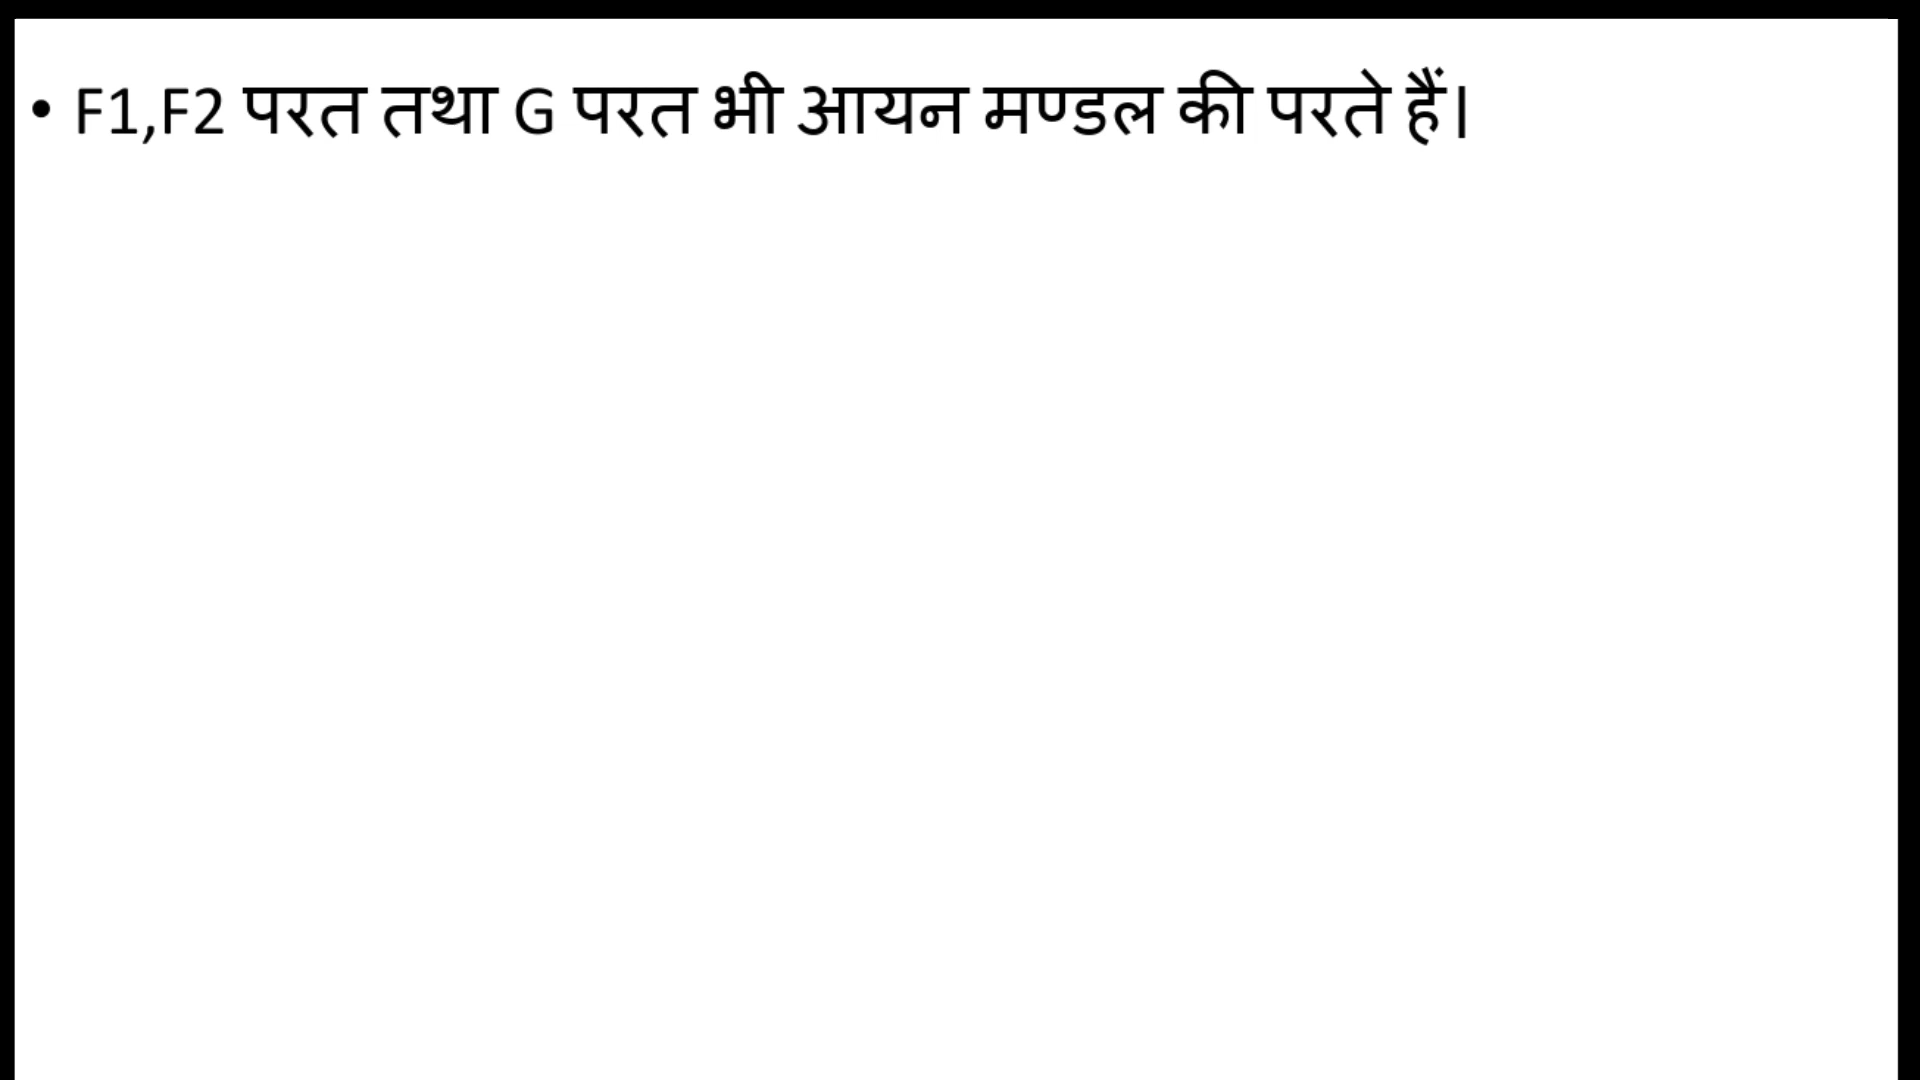 • F1,F2 परत तथा G परत भी आयन मण्डल की परते हैं।